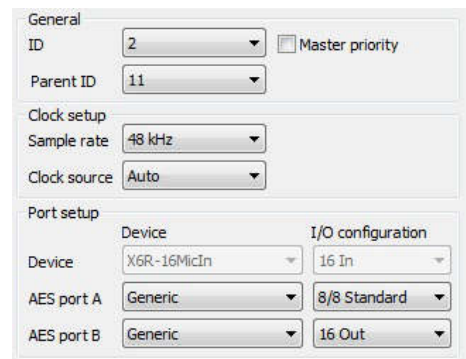 General
ID 2 Master priority
Parent ID 11
Clock setup
Sample rate 48 kHz
Clock source Auto
Port setup
Device I/O configuration
Device X6R-16MicIn 16 In
AES port A Generic 8/8 Standard
AES port B Generic 16 Out